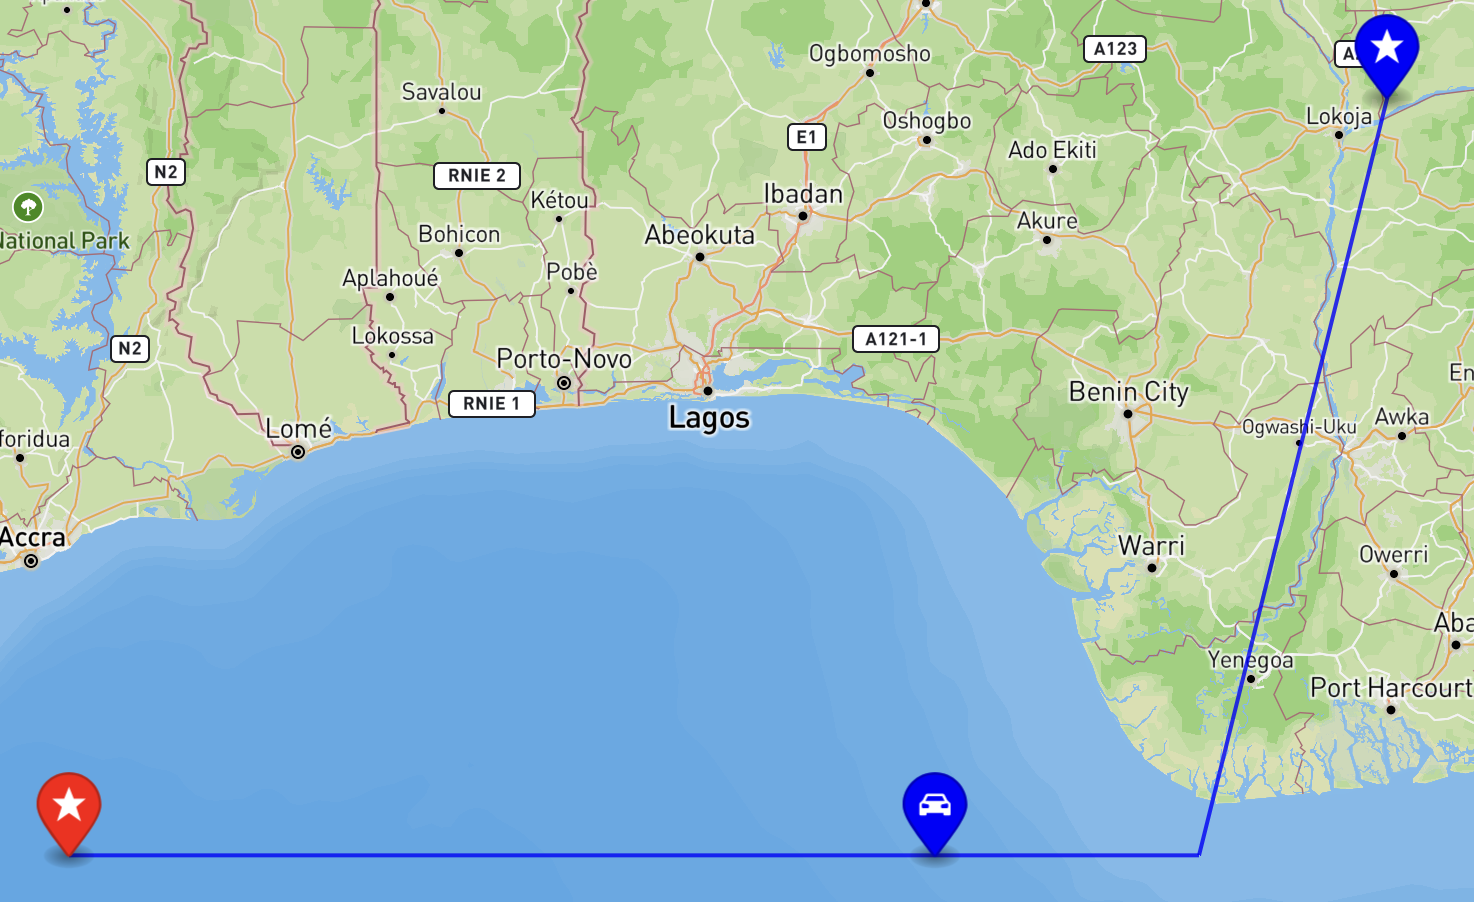 Ogbomosho
A123
Savalou
Lokoja
Oshogbo
E1
Ado Ekiti
N2
RNIE 2
Ibadan
Kétou
National Park
Bohicon
Abeokuta
Akure
Aplahoué
Pobè
Lokossa
N2
A121-1
Porto-Novo
RNIE 1
Benin City
Lagos
Lomé
Ogwashi-Uku
Awka
Accra
Warri
Owerri
Yenegoa
Port Harcourt